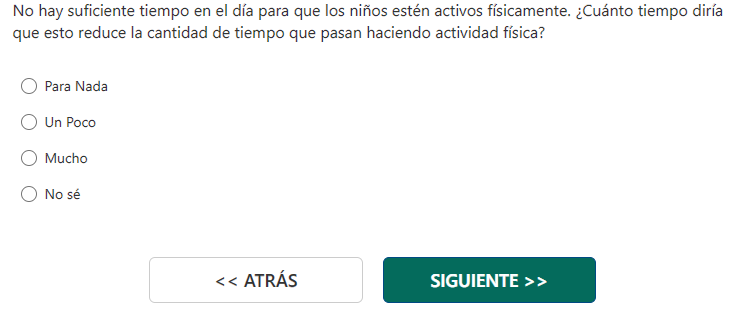 No hay suficiente tiempo en el día para que los niños estén activos físicamente. ¿Cuánto tiempo diría
que esto reduce la cantidad de tiempo que pasan haciendo actividad física?
Para Nada
Un Poco
Mucho
No sé
<< ATRÁS
SIGUIENTE >>